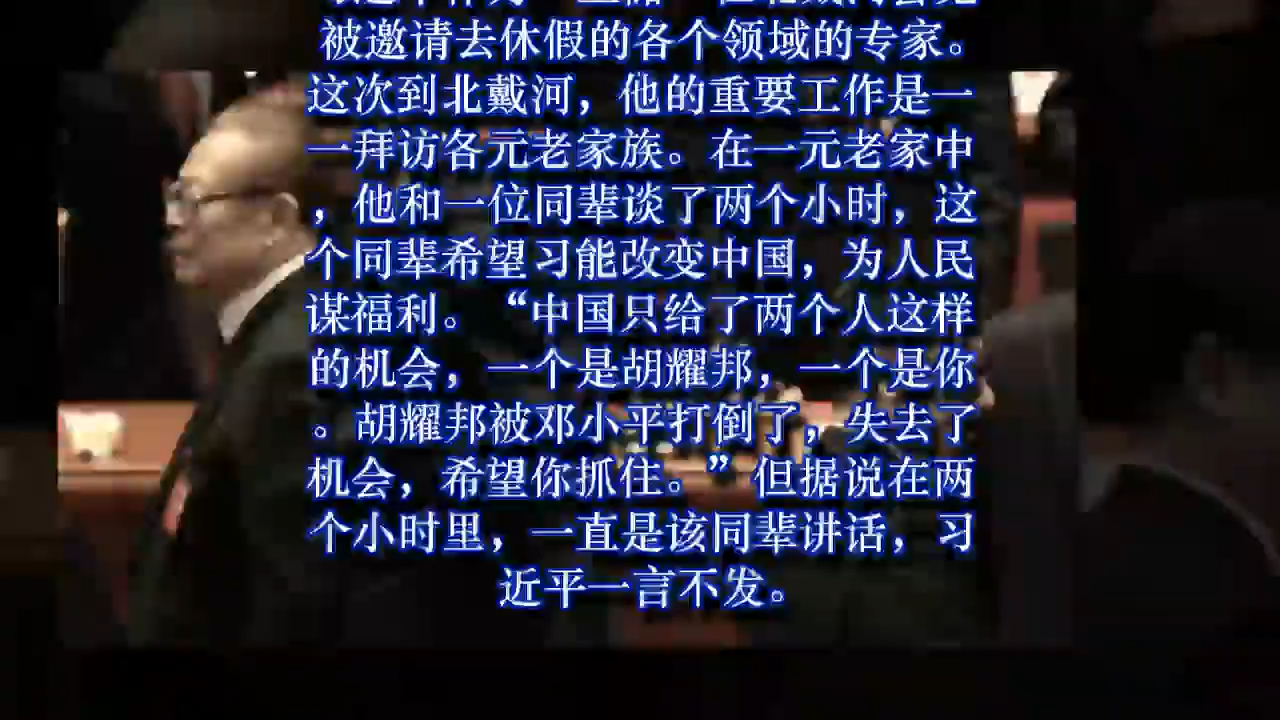 被邀请去休假的各个领域的专家。
这次到北戴河，他的重要工作是一
一拜访各元老家族。在一元老家中
，他和一位同辈谈了两个小时，这
个同辈希望习能改变中国，为人民
谋福利。“中国只给了两个人这样
的机会，一个是胡耀邦，一个是你
。胡耀邦被邓小平打倒了，失去了
机会，希望你抓住。”但据说在两
个小时里，一直是该同辈讲话，习
近平一言不发。